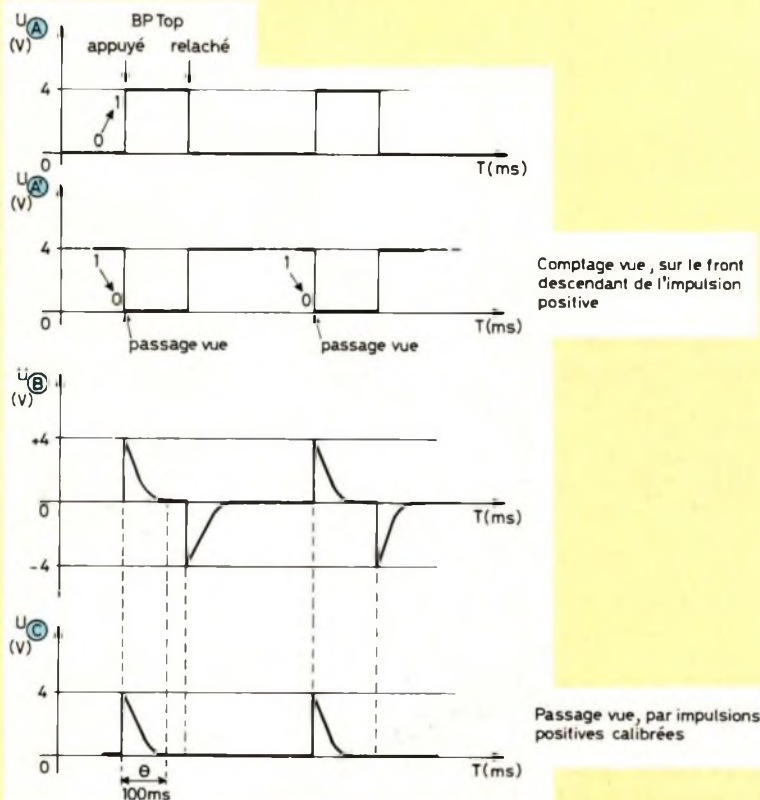 U Ⓐ
(V)
BP Top
appuyé relaché
4
1
0
0
T(ms)
U Ⓐ'
(V)
4
1
0
1
0
0
T(ms)
passage vue
passage vue
Comptage vue, sur le front
descendant de l'impulsion
positive
U Ⓑ
(V)
+4
0
T(ms)
-4
U Ⓒ
(V)
4
0
T(ms)
θ
100ms
Passage vue, par impulsions
positives calibrées